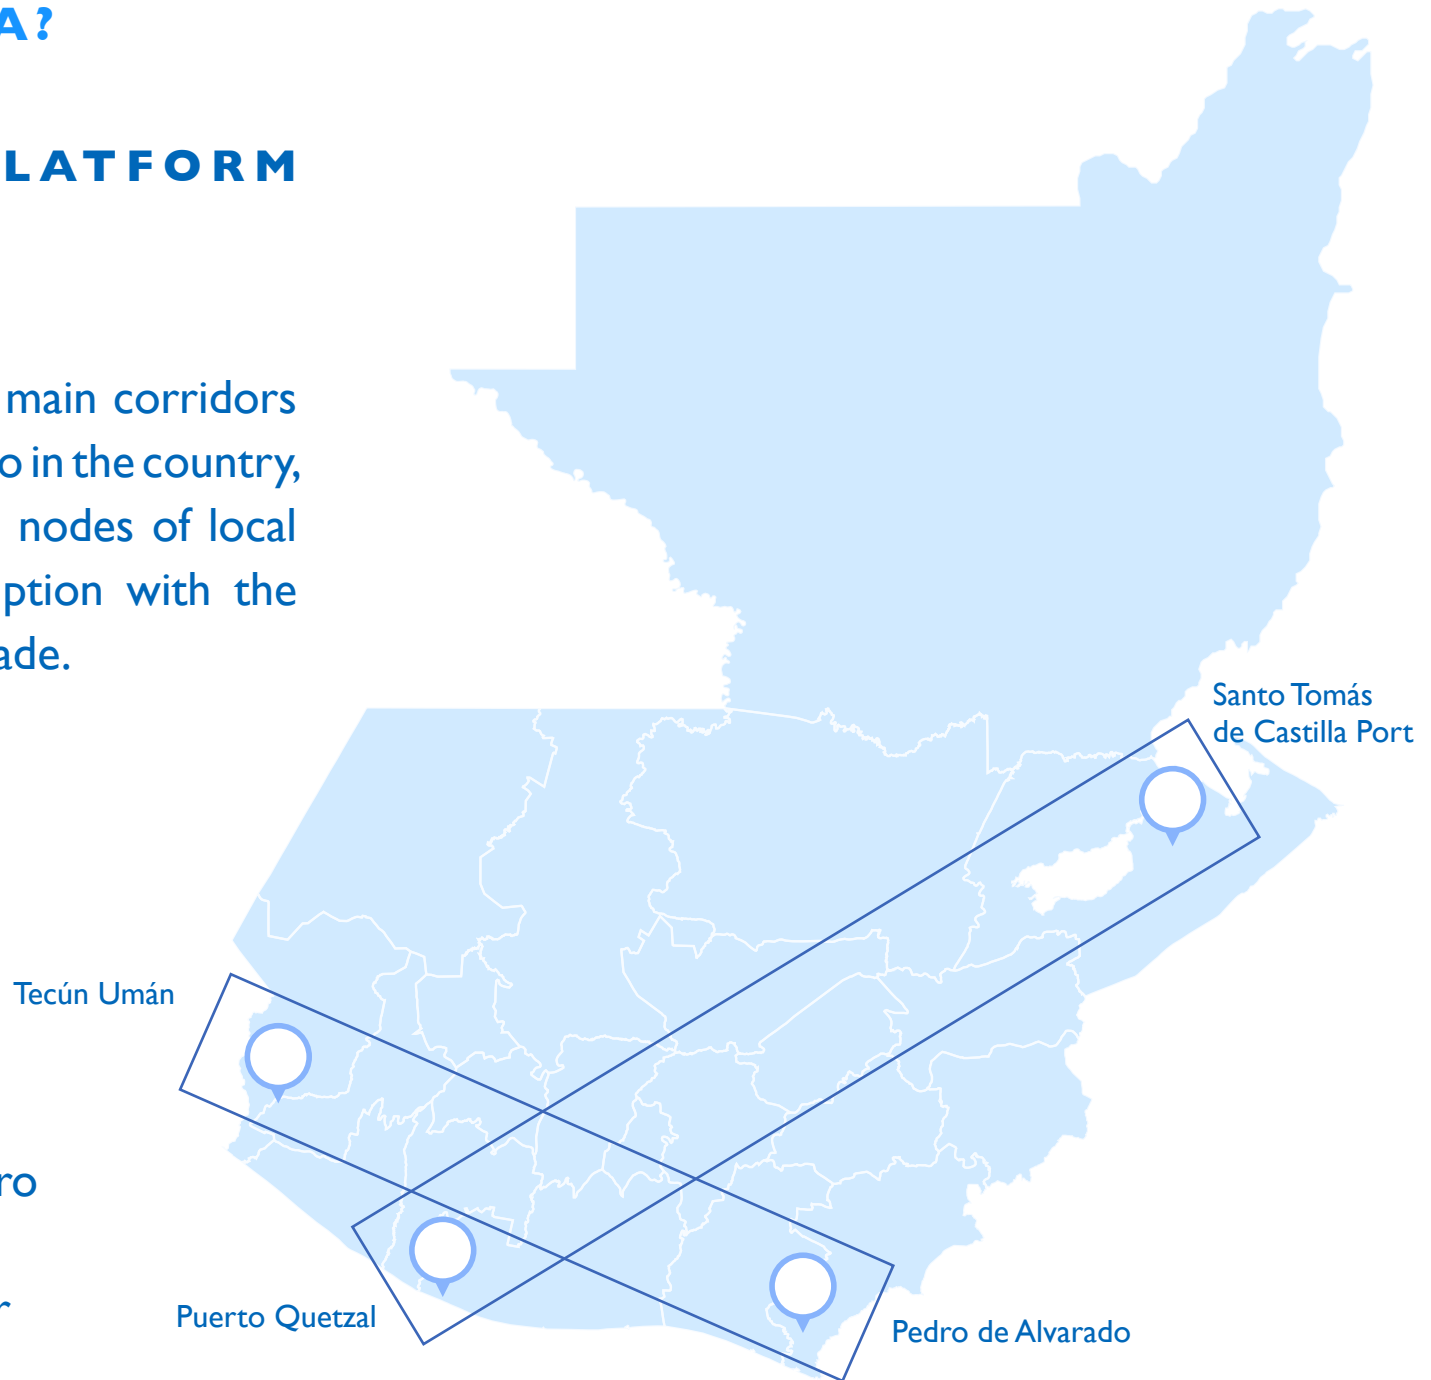 A?
LATFORM
main corridors
o in the country,
nodes of local
ption with the
ade.
Santo Tomás
de Castilla Port
Tecún Umán
ro
r
Puerto Quetzal
Pedro de Alvarado